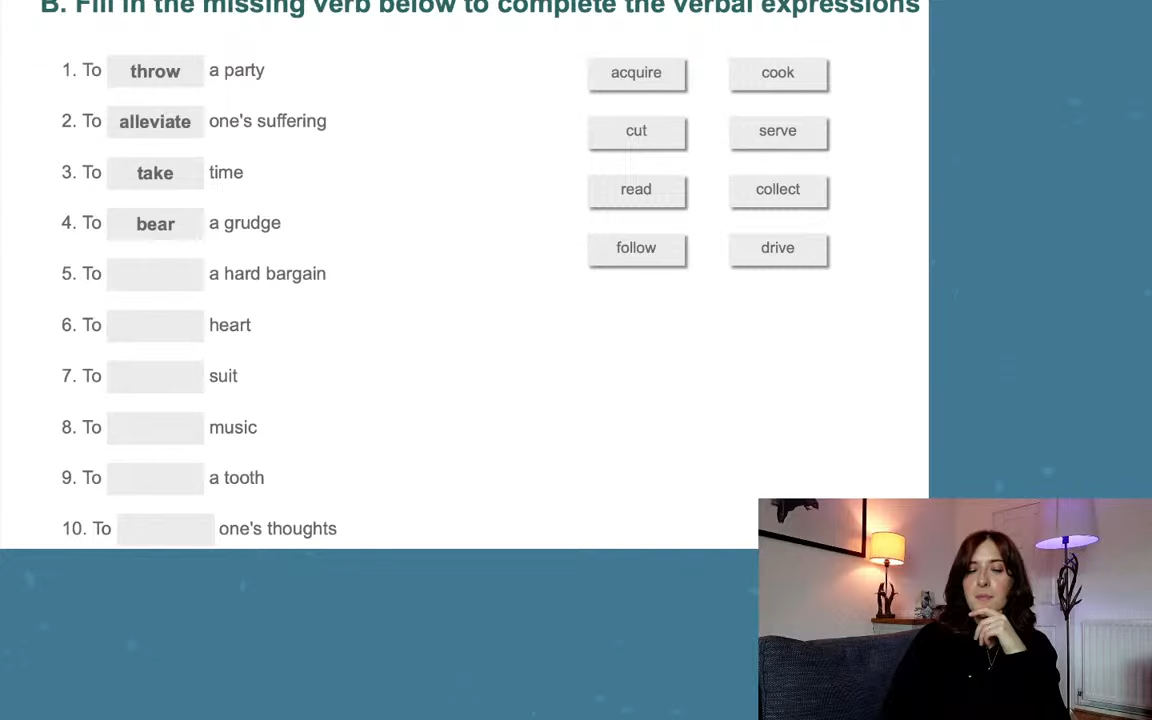 B. Fill in the missing verb below to complete the verbal expressions
1. To throw a party
2. To alleviate one's suffering
3. To take time
4. To bear a grudge
5. To a hard bargain
6. To heart
7. To suit
8. To music
9. To a tooth
10. To one's thoughts
acquire cook
cut serve
read collect
follow drive